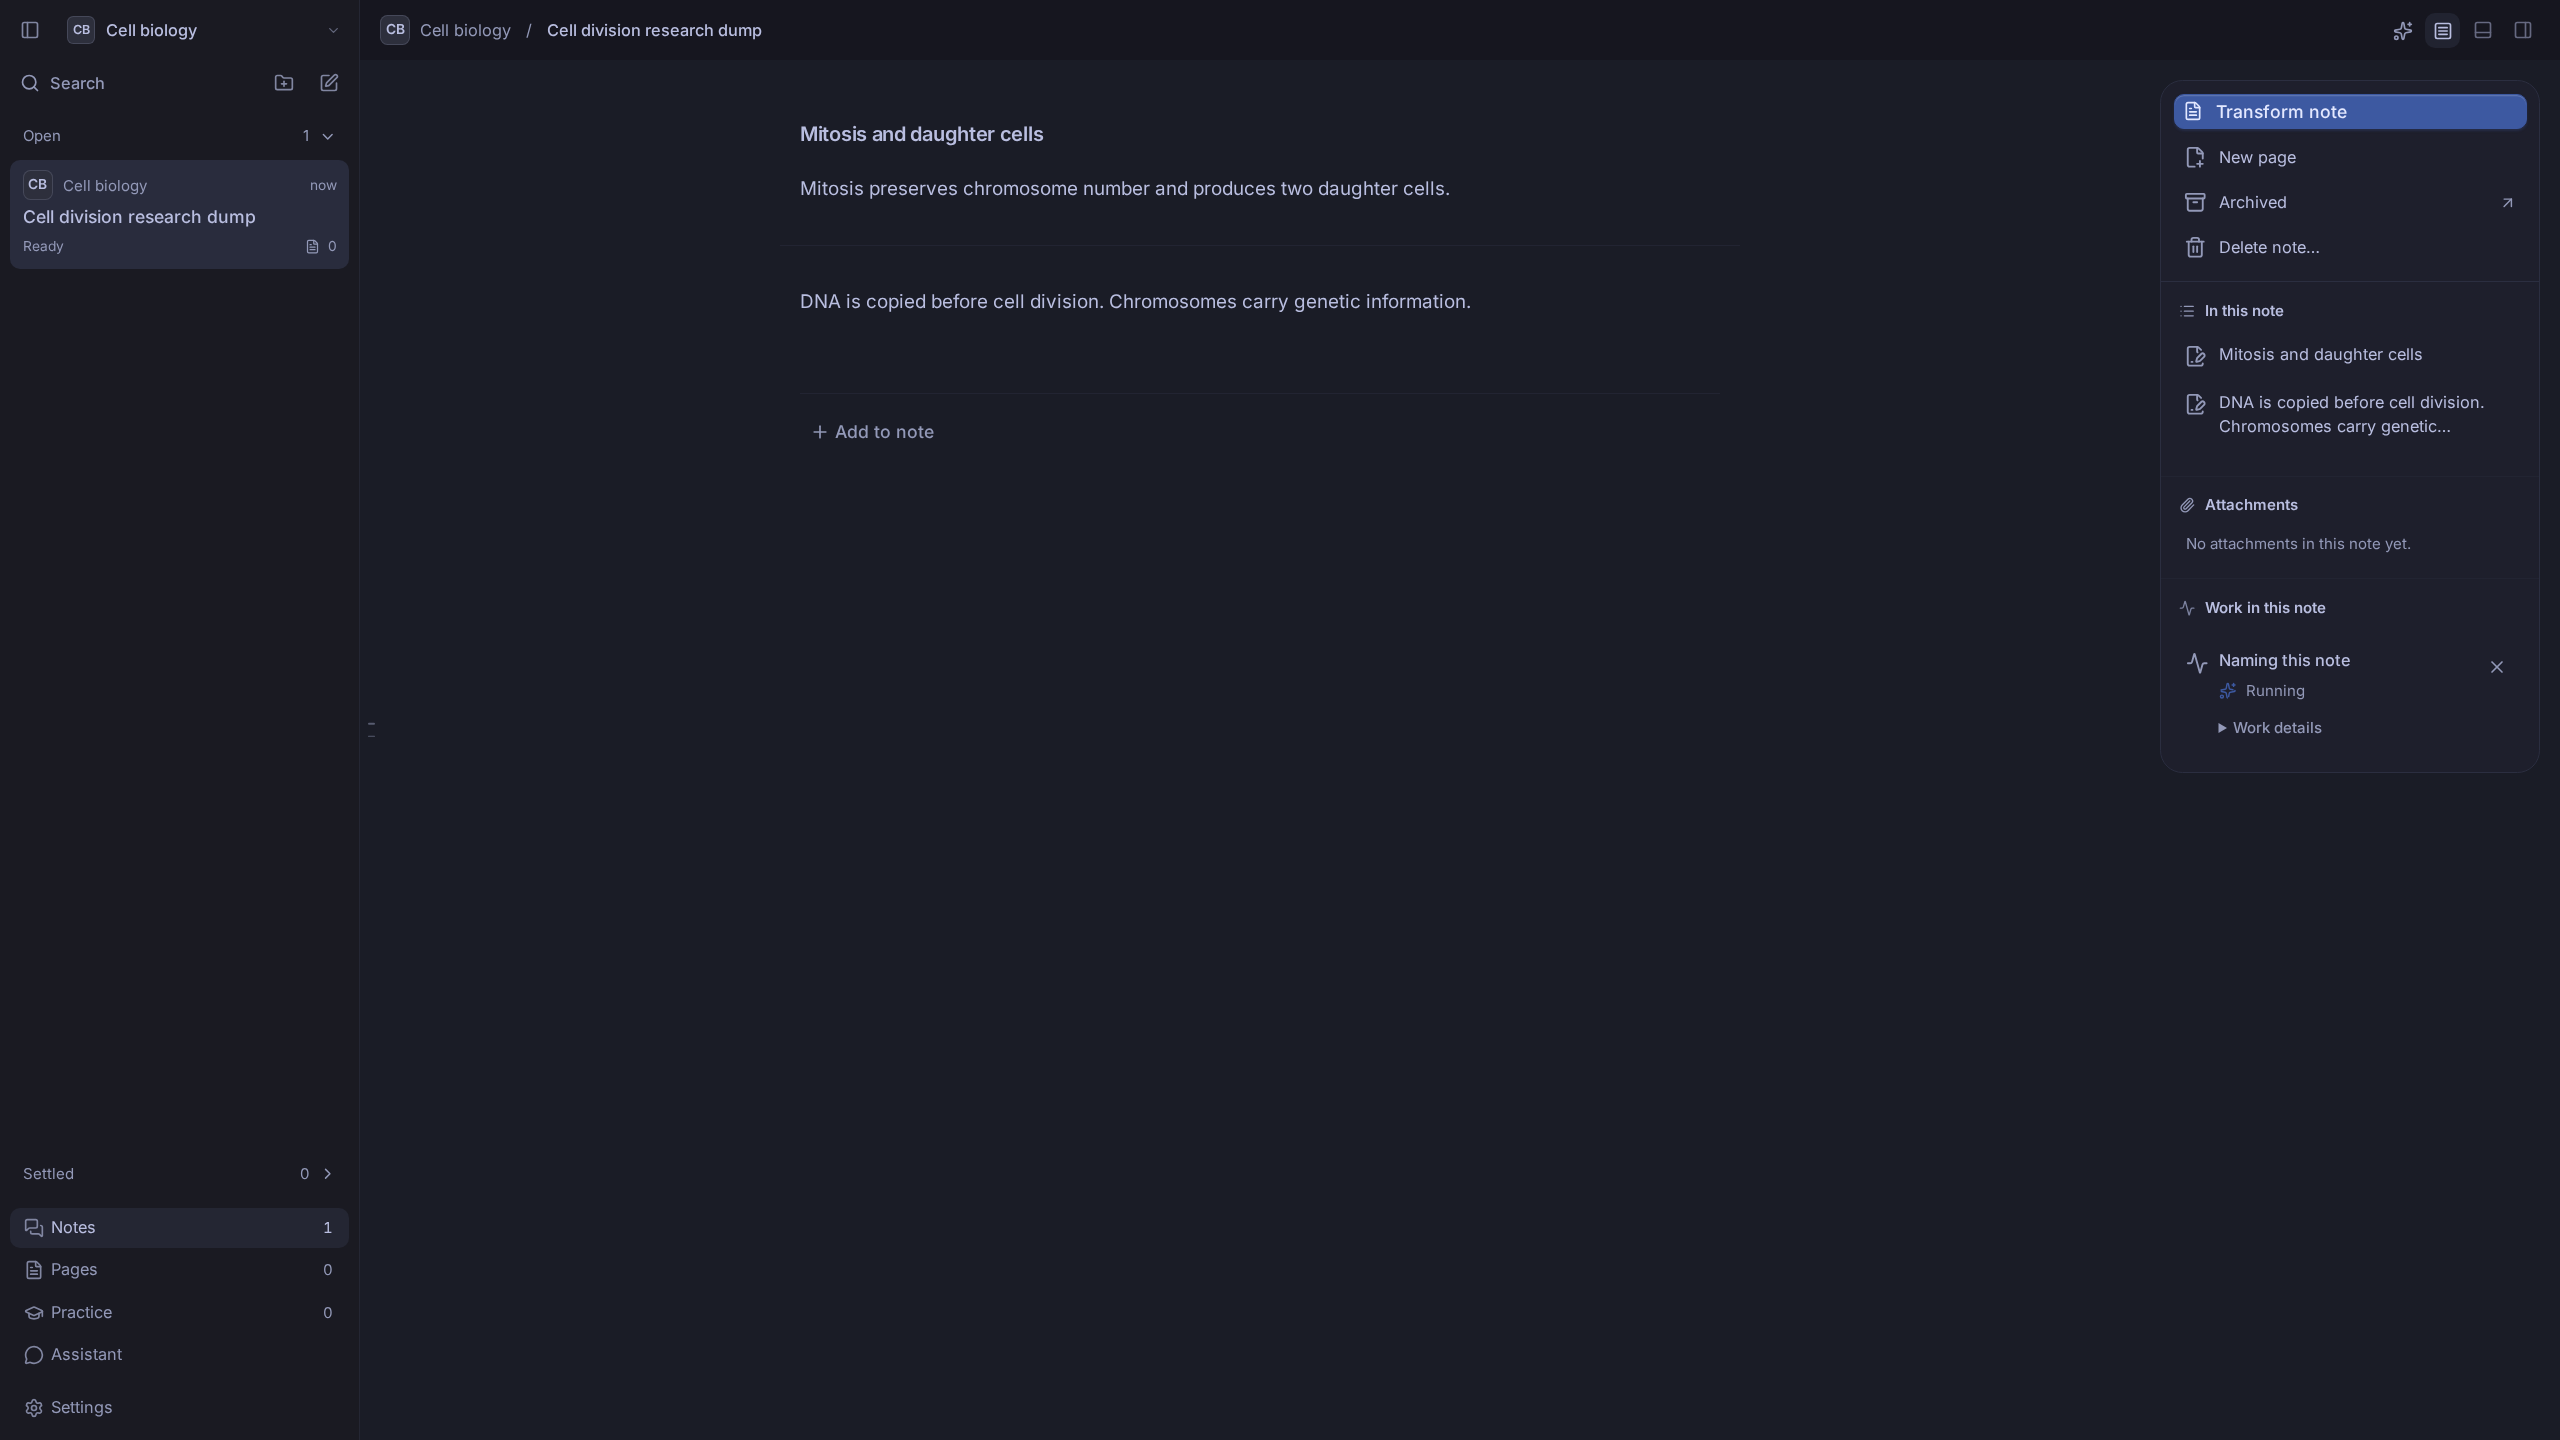 CB Cell biology
Search
Open 1
CB Cell biology now
Cell division research dump
Ready 0
Settled 0
Notes 1
Pages 0
Practice 0
Assistant
Settings
CB Cell biology / Cell division research dump
Mitosis and daughter cells
Mitosis preserves chromosome number and produces two daughter cells.
DNA is copied before cell division. Chromosomes carry genetic information.
Add to note
Transform note
New page
Archived
Delete note...
In this note
Mitosis and daughter cells
DNA is copied before cell division.
Chromosomes carry genetic...
Attachments
No attachments in this note yet.
Work in this note
Naming this note
Running
Work details